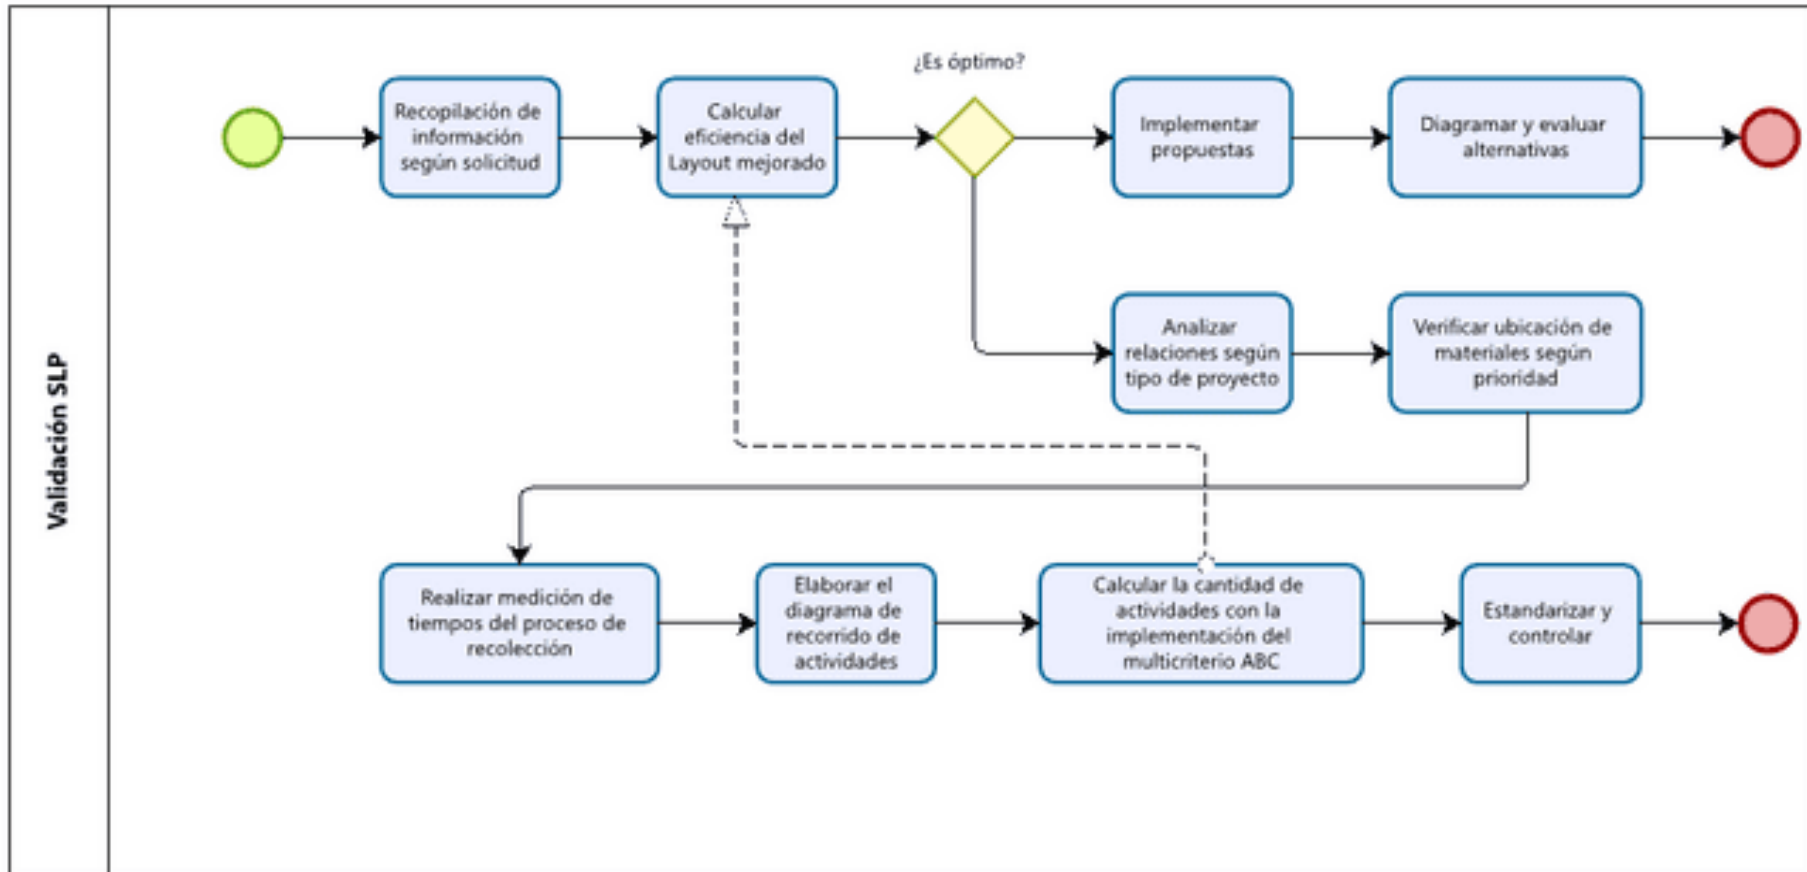 Validación SLP
¿Es óptimo?
Recopilación de
información
según solicitud
Calcular
eficiencia del
Layout mejorado
Implementar
propuestas
Diagramar y evaluar
alternativas
Analizar
relaciones según
tipo de proyecto
Verificar ubicación de
materiales según
prioridad
Realizar medición de
tiempos del proceso de
recolección
Elaborar el
diagrama de
recorrido de
actividades
Calcular la cantidad de
actividades con la
implementación del
multicriterio ABC
Estandarizar y
controlar